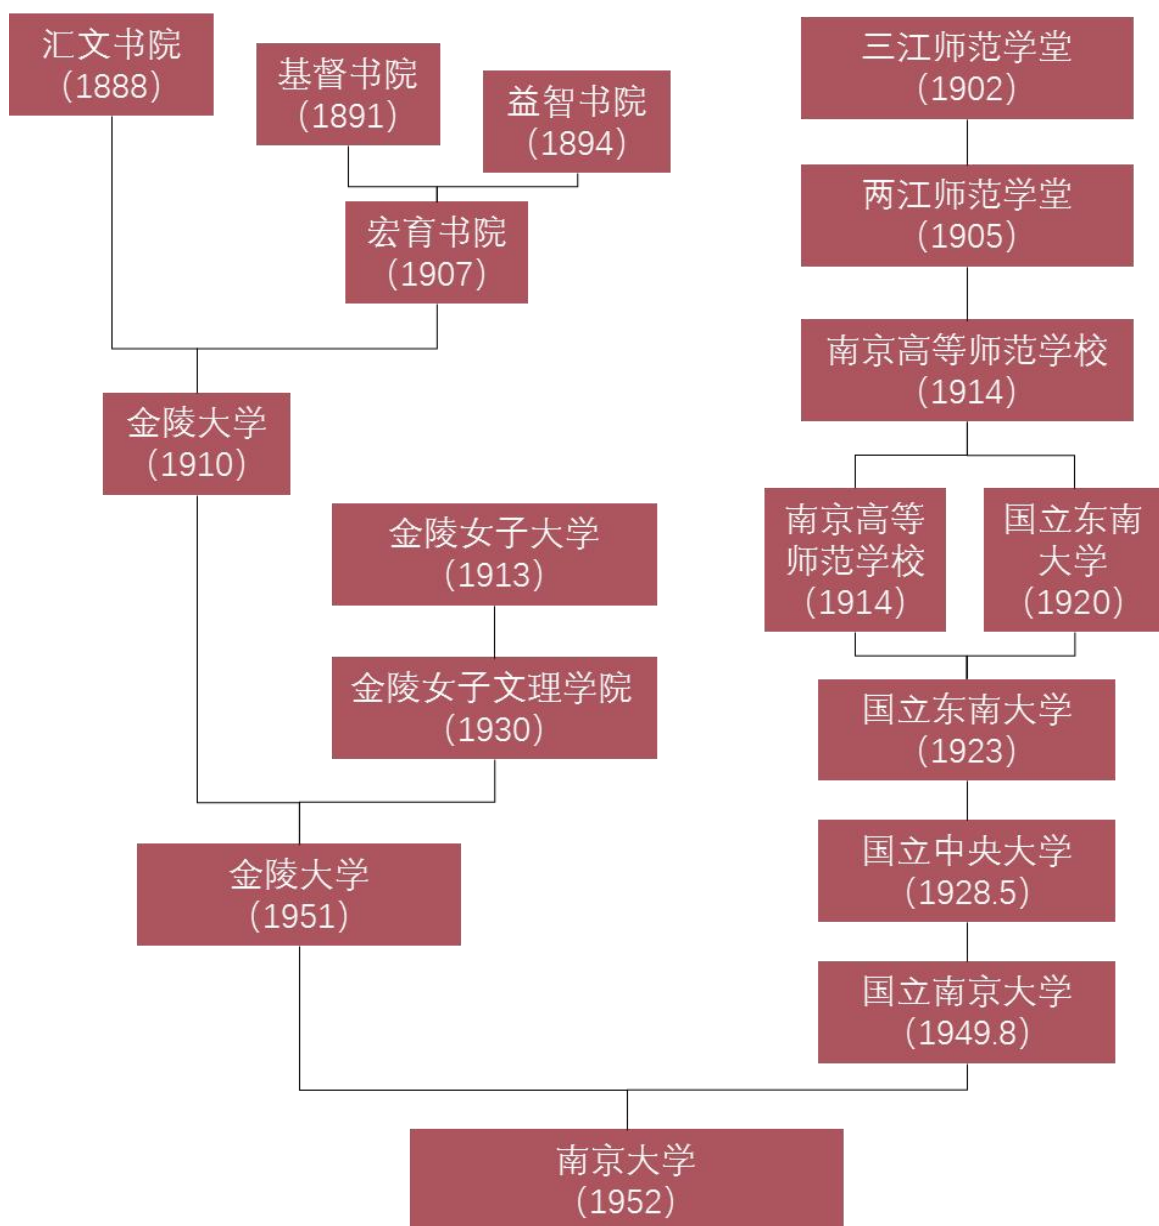 汇文书院
（1888）
基督书院
（1891）
益智书院
（1894）
宏育书院
（1907）
金陵大学
（1910）
金陵女子大学
（1913）
金陵女子文理学院
（1930）
金陵大学
（1951）
三江师范学堂
（1902）
两江师范学堂
（1905）
南京高等师范学校
（1914）
南京高等
师范学校
（1914）
国立东南
大学
（1920）
国立东南大学
（1923）
国立中央大学
（1928.5）
国立南京大学
（1949.8）
南京大学
（1952）